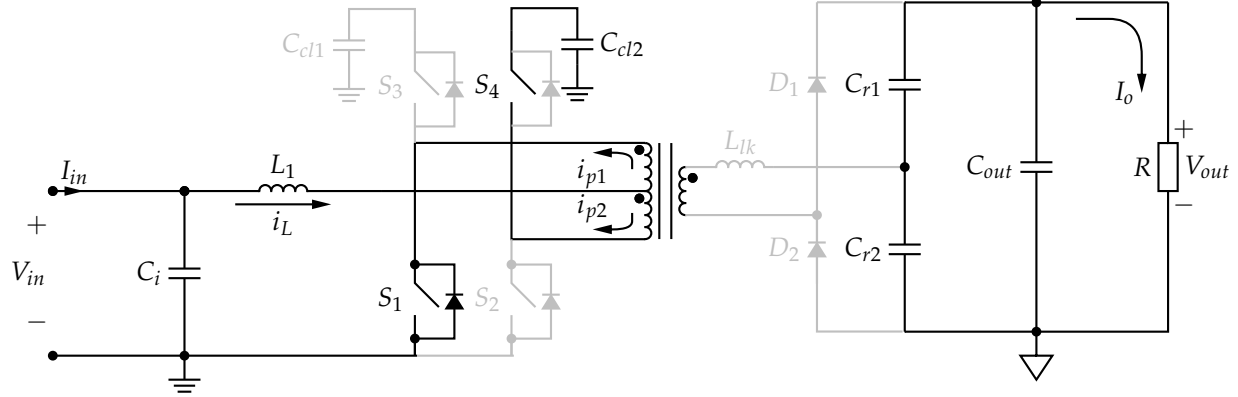 C_{cl1}
C_{cl2}
S_3
S_4
D_1
C_{r1}
I_o
L_{lk}
I_{in}
L_1
i_{p1}
C_{out}
R
+
V_{out}
−
i_{p2}
i_L
+
V_{in}
−
C_i
S_1
S_2
D_2
C_{r2}